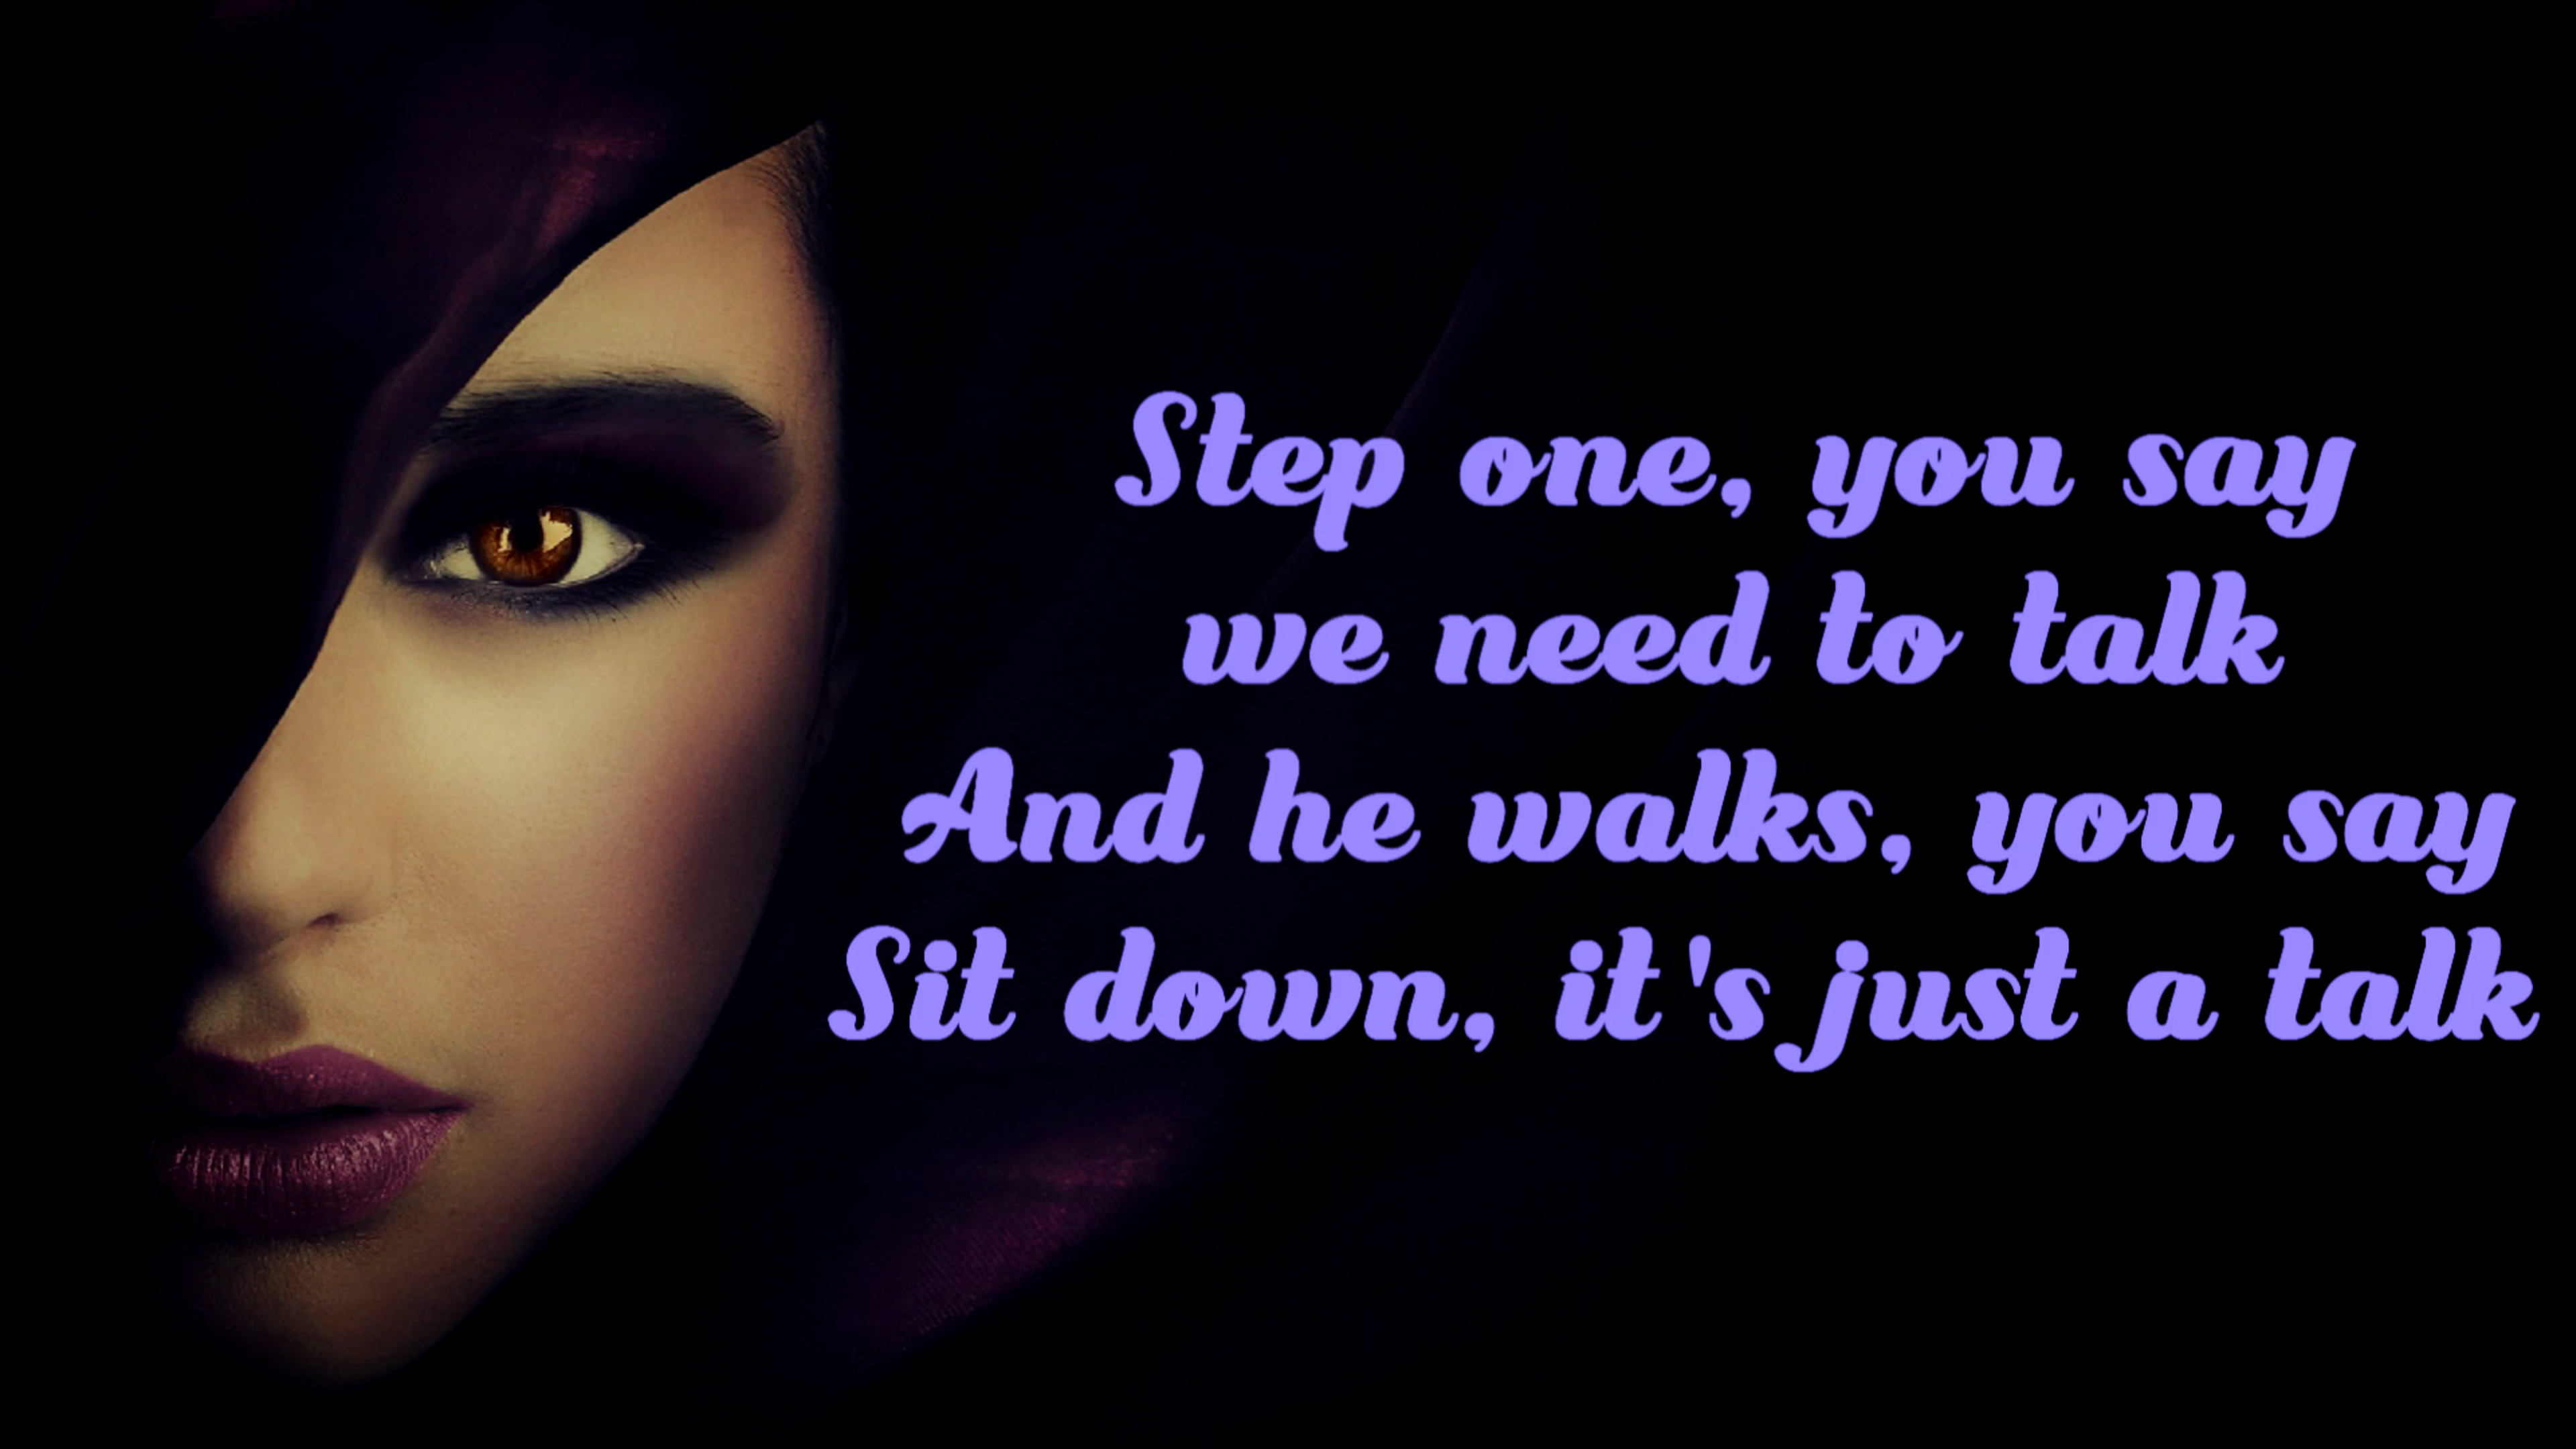 Step one, you say
we need to talk
And he walks, you say
Sit down, it's just a talk